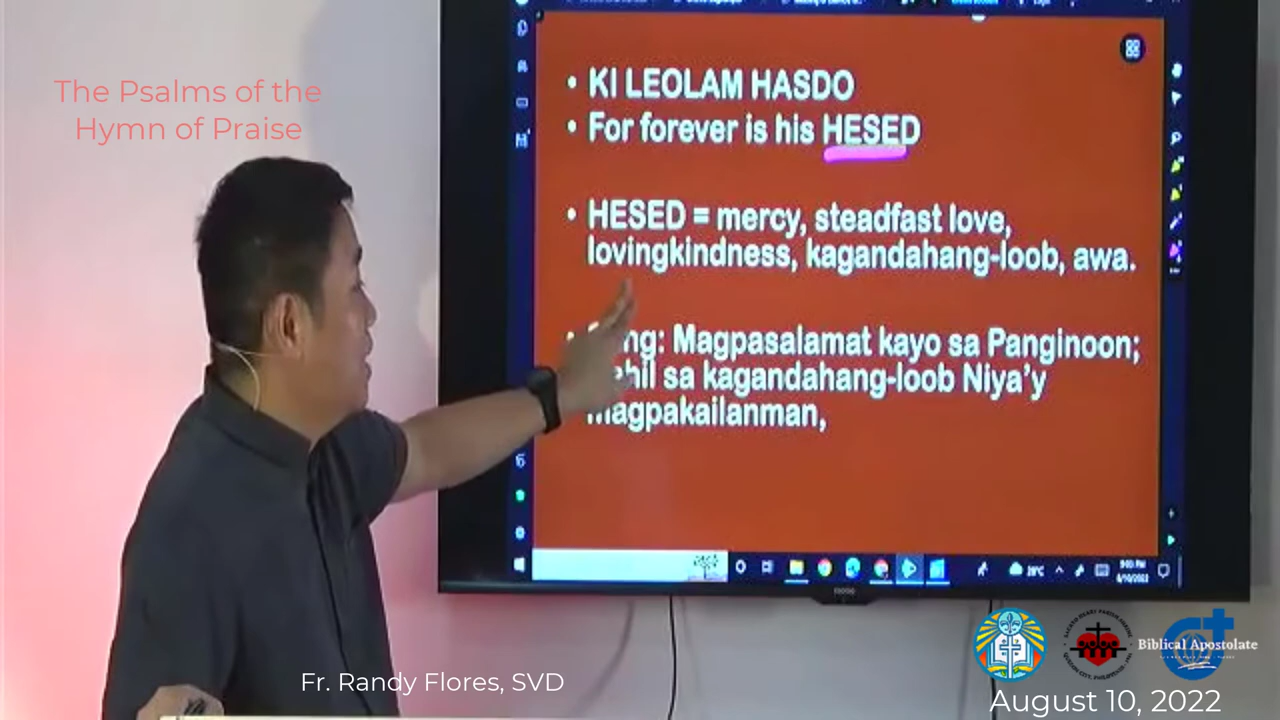 The Psalms of the
Hymn of Praise
• KI LEOLAM HASDO
• For forever is his HESED
• HESED = mercy, steadfast love,
lovingkindness, kagandahang-loob, awa.
Magpasalamat kayo sa Panginoon;
sa kagandahang-loob Niya’y
magpakailanman,
Fr. Randy Flores, SVD
Biblical Apostolate
August 10, 2022